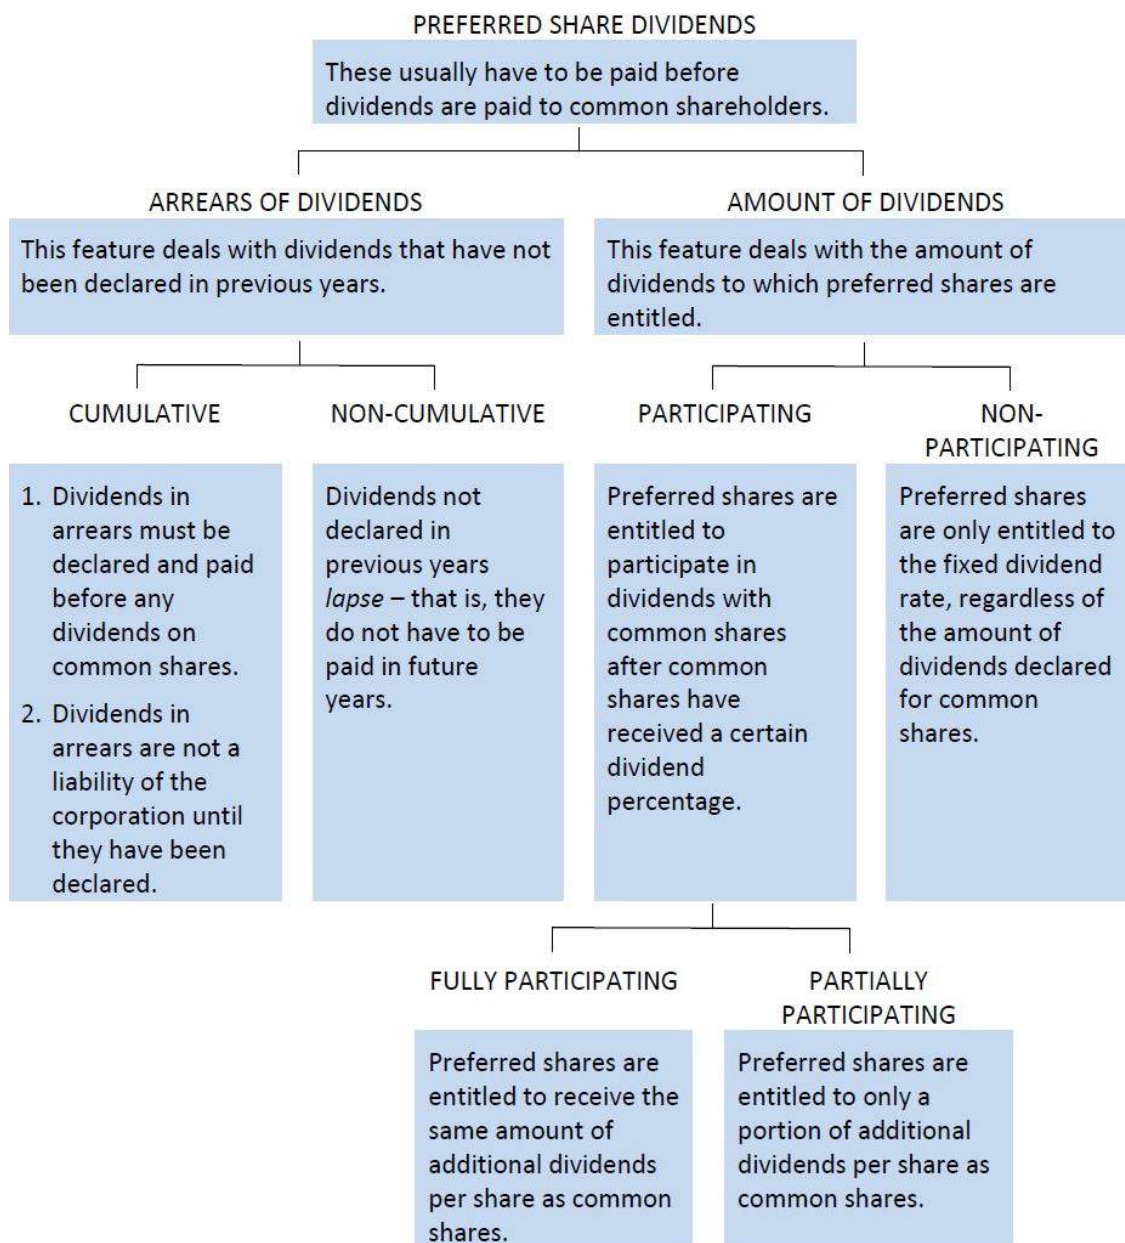 PREFERRED SHARE DIVIDENDS
These usually have to be paid before
dividends are paid to common shareholders.
ARREARS OF DIVIDENDS
This feature deals with dividends that have not
been declared in previous years.
AMOUNT OF DIVIDENDS
This feature deals with the amount of
dividends to which preferred shares are
entitled.
CUMULATIVE
1. Dividends in
arrears must be
declared and paid
before any
dividends on
common shares.
2. Dividends in
arrears are not a
liability of the
corporation until
they have been
declared.
NON-CUMULATIVE
Dividends not
declared in
previous years
lapse – that is, they
do not have to be
paid in future
years.
PARTICIPATING
Preferred shares are
entitled to
participate in
dividends with
common shares
after common
shares have
received a certain
dividend
percentage.
NON-
PARTICIPATING
Preferred shares
are only entitled to
the fixed dividend
rate, regardless of
the amount of
dividends declared
for common
shares.
FULLY PARTICIPATING
Preferred shares are
entitled to receive the
same amount of
additional dividends
per share as common
shares.
PARTIALLY
PARTICIPATING
Preferred shares are
entitled to only a
portion of additional
dividends per share as
common shares.